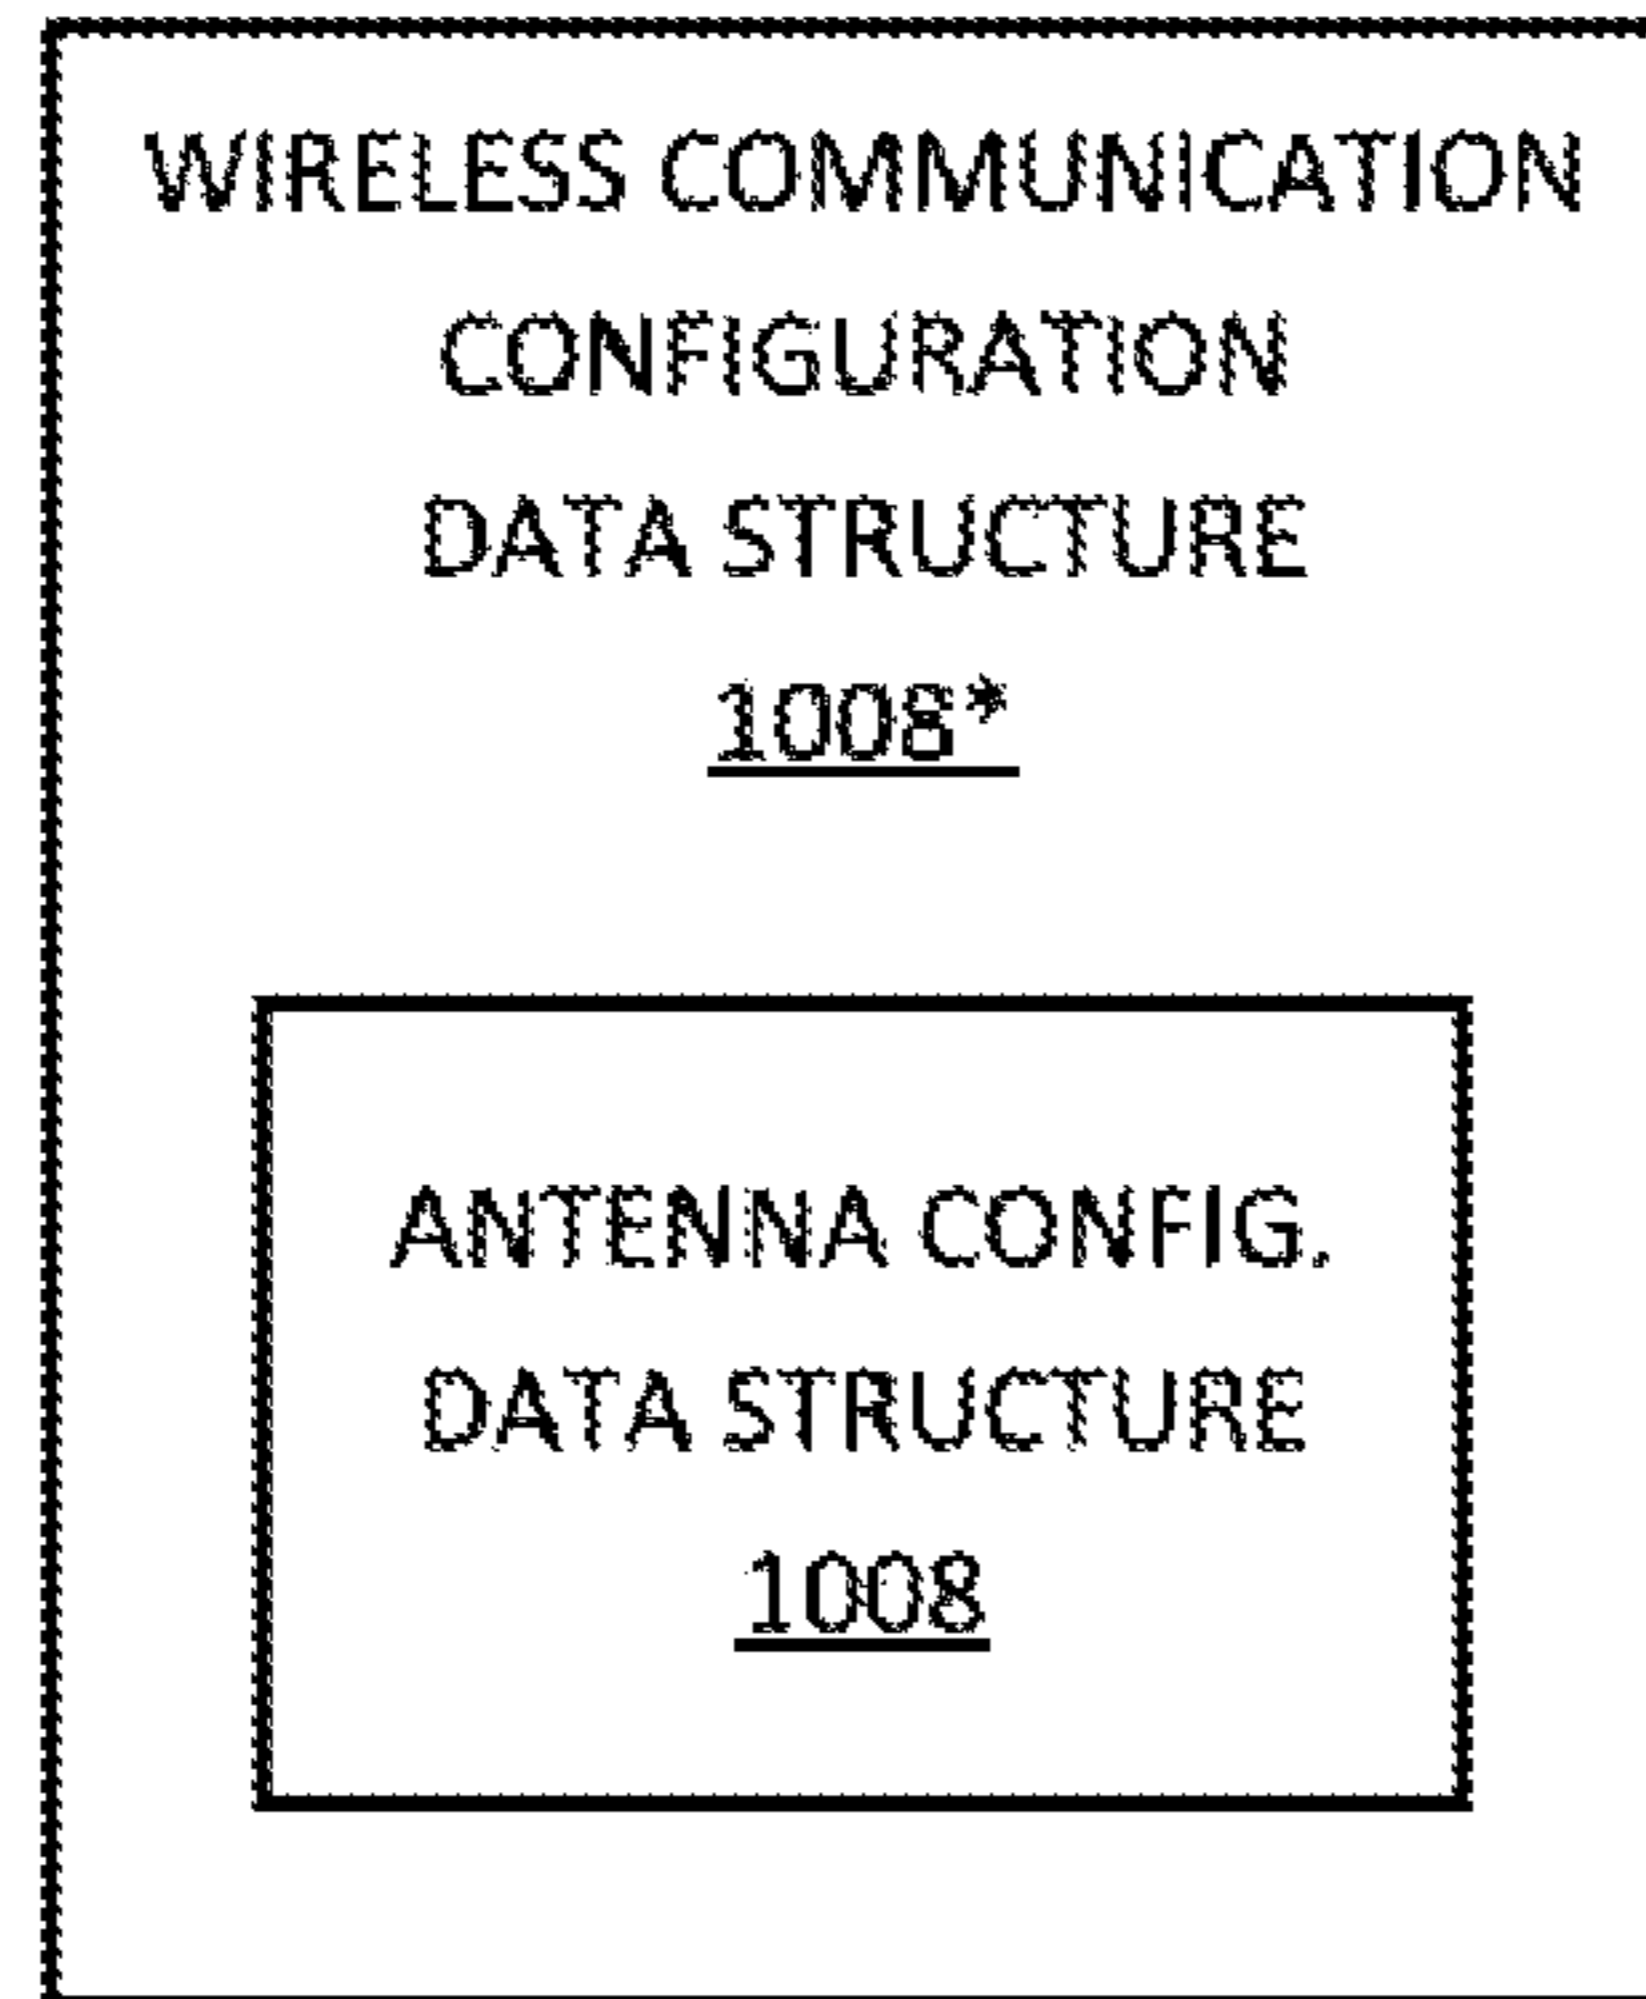 WIRELESS COMMUNICATION
CONFIGURATION
DATA STRUCTURE
1008*
ANTENNA CONFIG.
DATA STRUCTURE
1008